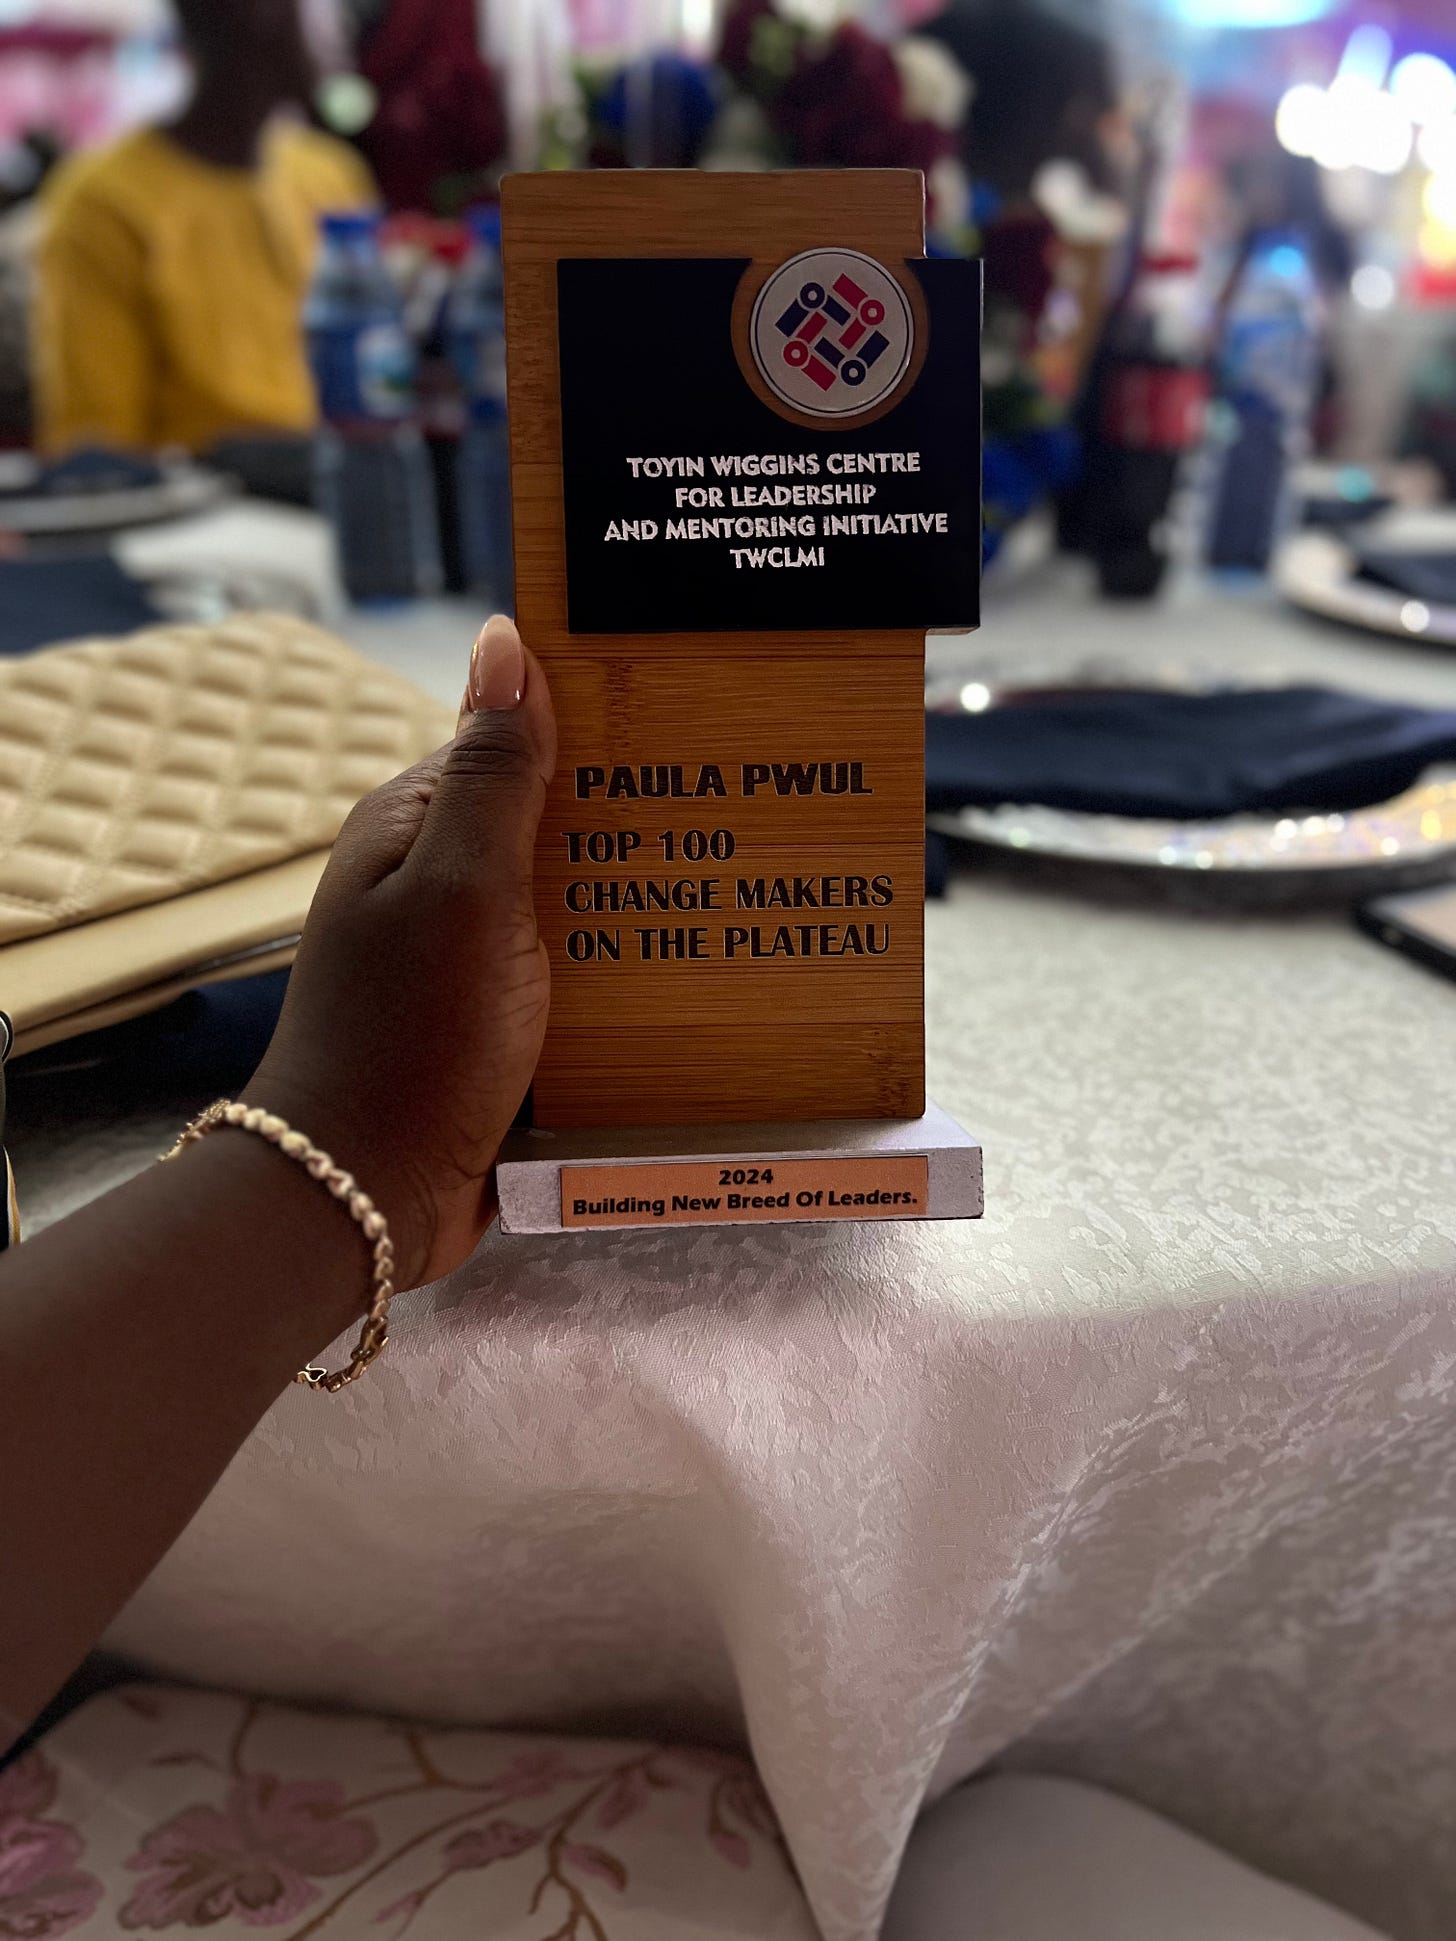 TOYIN WIGGINS CENTRE
FOR LEADERSHIP
AND MENTORING INITIATIVE
TWCLMI
PAULA PWUL
TOP 100
CHANGE MAKERS
ON THE PLATEAU
2024
Building New Breed Of Leaders.